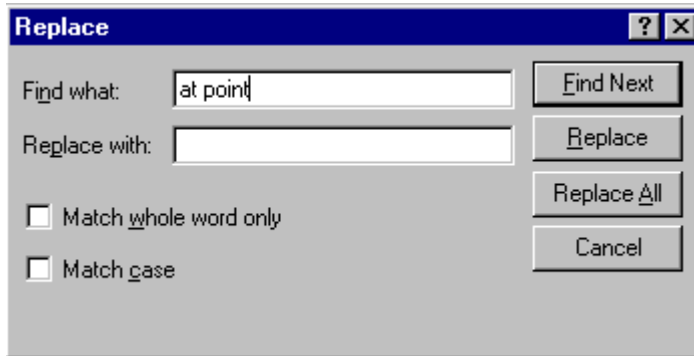 Replace
Find what: at point
Find Next
Replace with:
Replace
Match whole word only
Replace All
Match case
Cancel